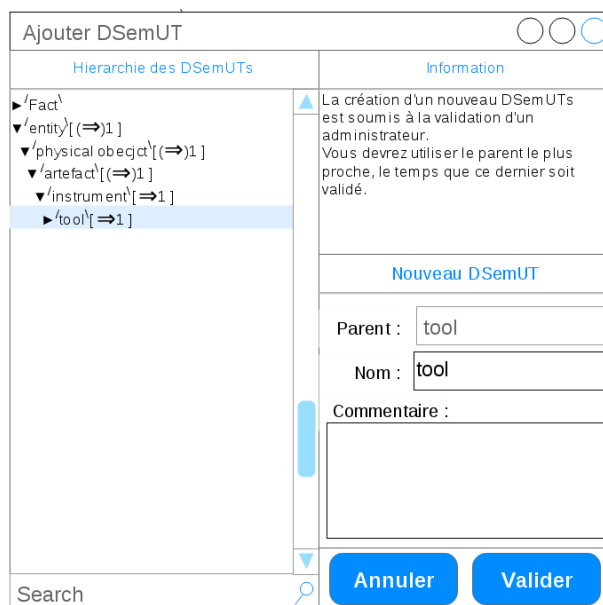 Ajouter DSemUT
Hierarchie des DSemUTs
Information
►/Fact\
▼/entity\[(⇒)1 ]
▼/physical obecjct\[(⇒)1 ]
▼/artefact\[(⇒)1 ]
▼/instrument\[⇒1 ]
►/tool\[⇒1 ]
La création d'un nouveau DSemUTs
est soumis à la validation d'un
administrateur.
Vous devrez utiliser le parent le plus
proche, le temps que ce dernier soit
validé.
Nouveau DSemUT
Parent : tool
Nom : tool
Commentaire :
Search
Annuler Valider